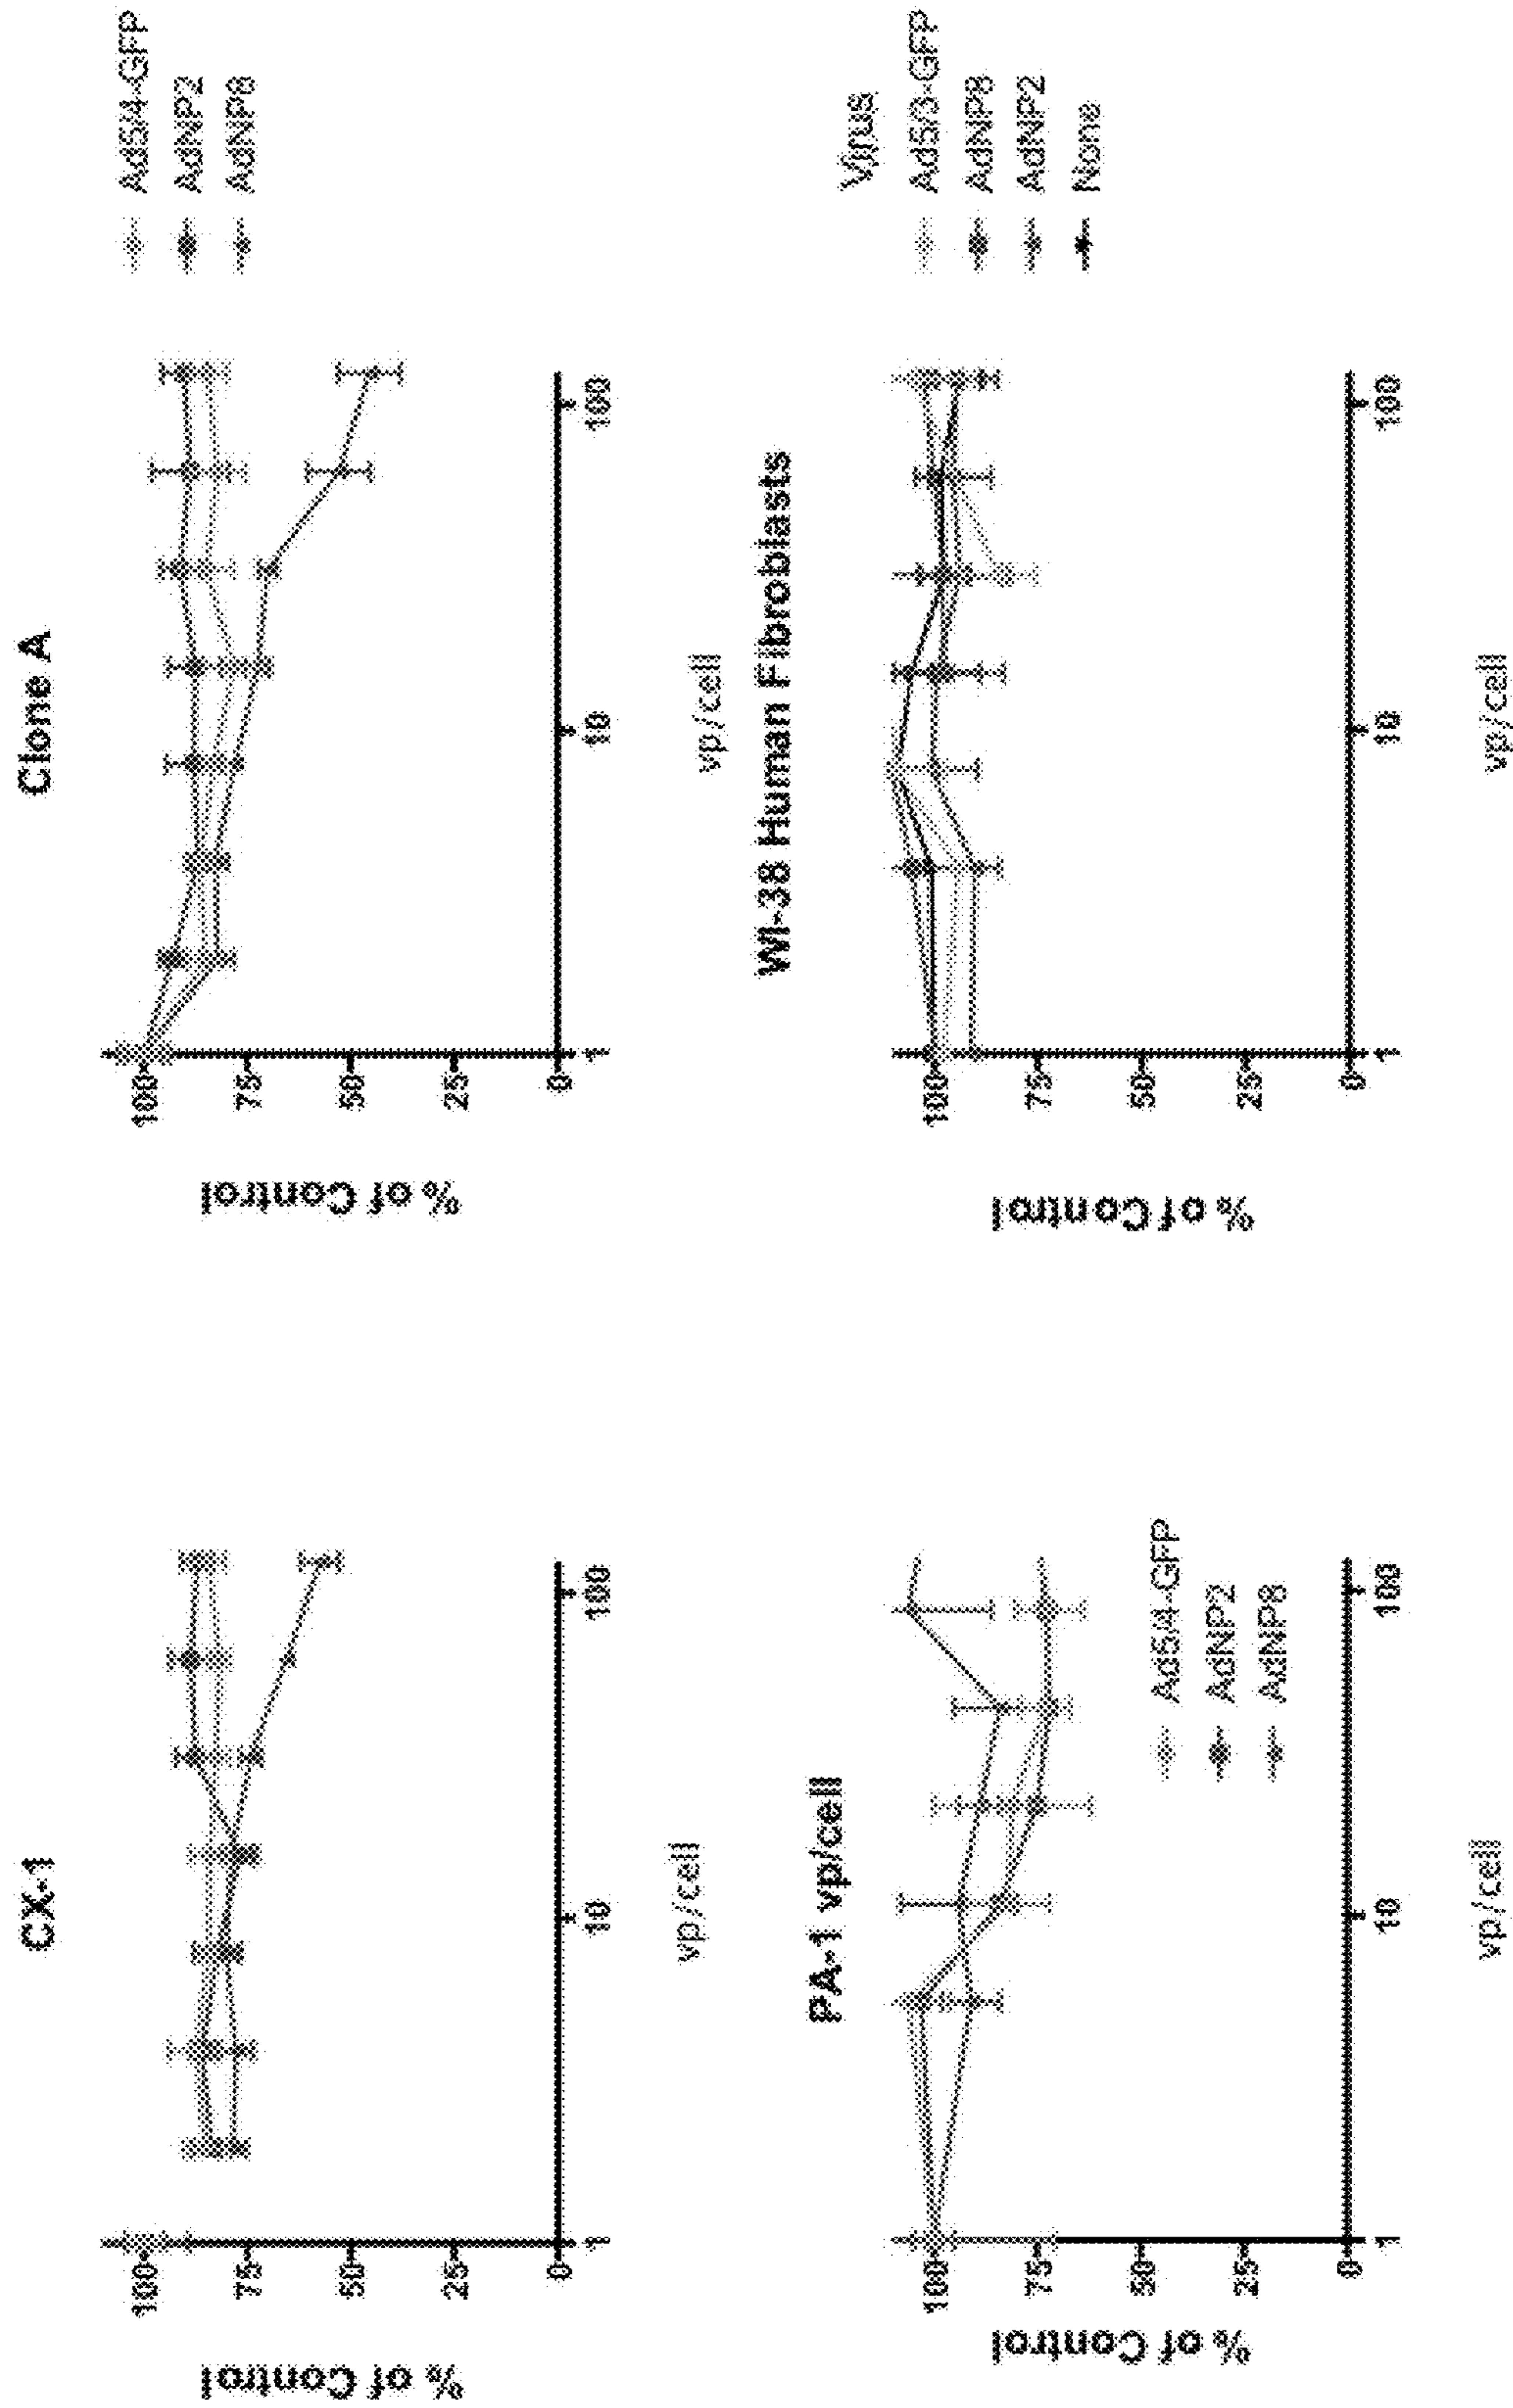 CX-1
% of Control
100
75
50
25
0
1
10
100
vp/cell
Clone A
% of Control
100
75
50
25
0
1
10
100
vp/cell
Ad5/4-GFP
AdNP2
AdNP8
PA-1 vp/cell
% of Control
100
75
50
25
0
1
10
100
vp/cell
Ad5/4-GFP
AdNP2
AdNP8
WI-38 Human Fibroblasts
% of Control
100
75
50
25
0
1
10
100
vp/cell
Virus
Ad5/3-GFP
AdNP8
AdNP2
None